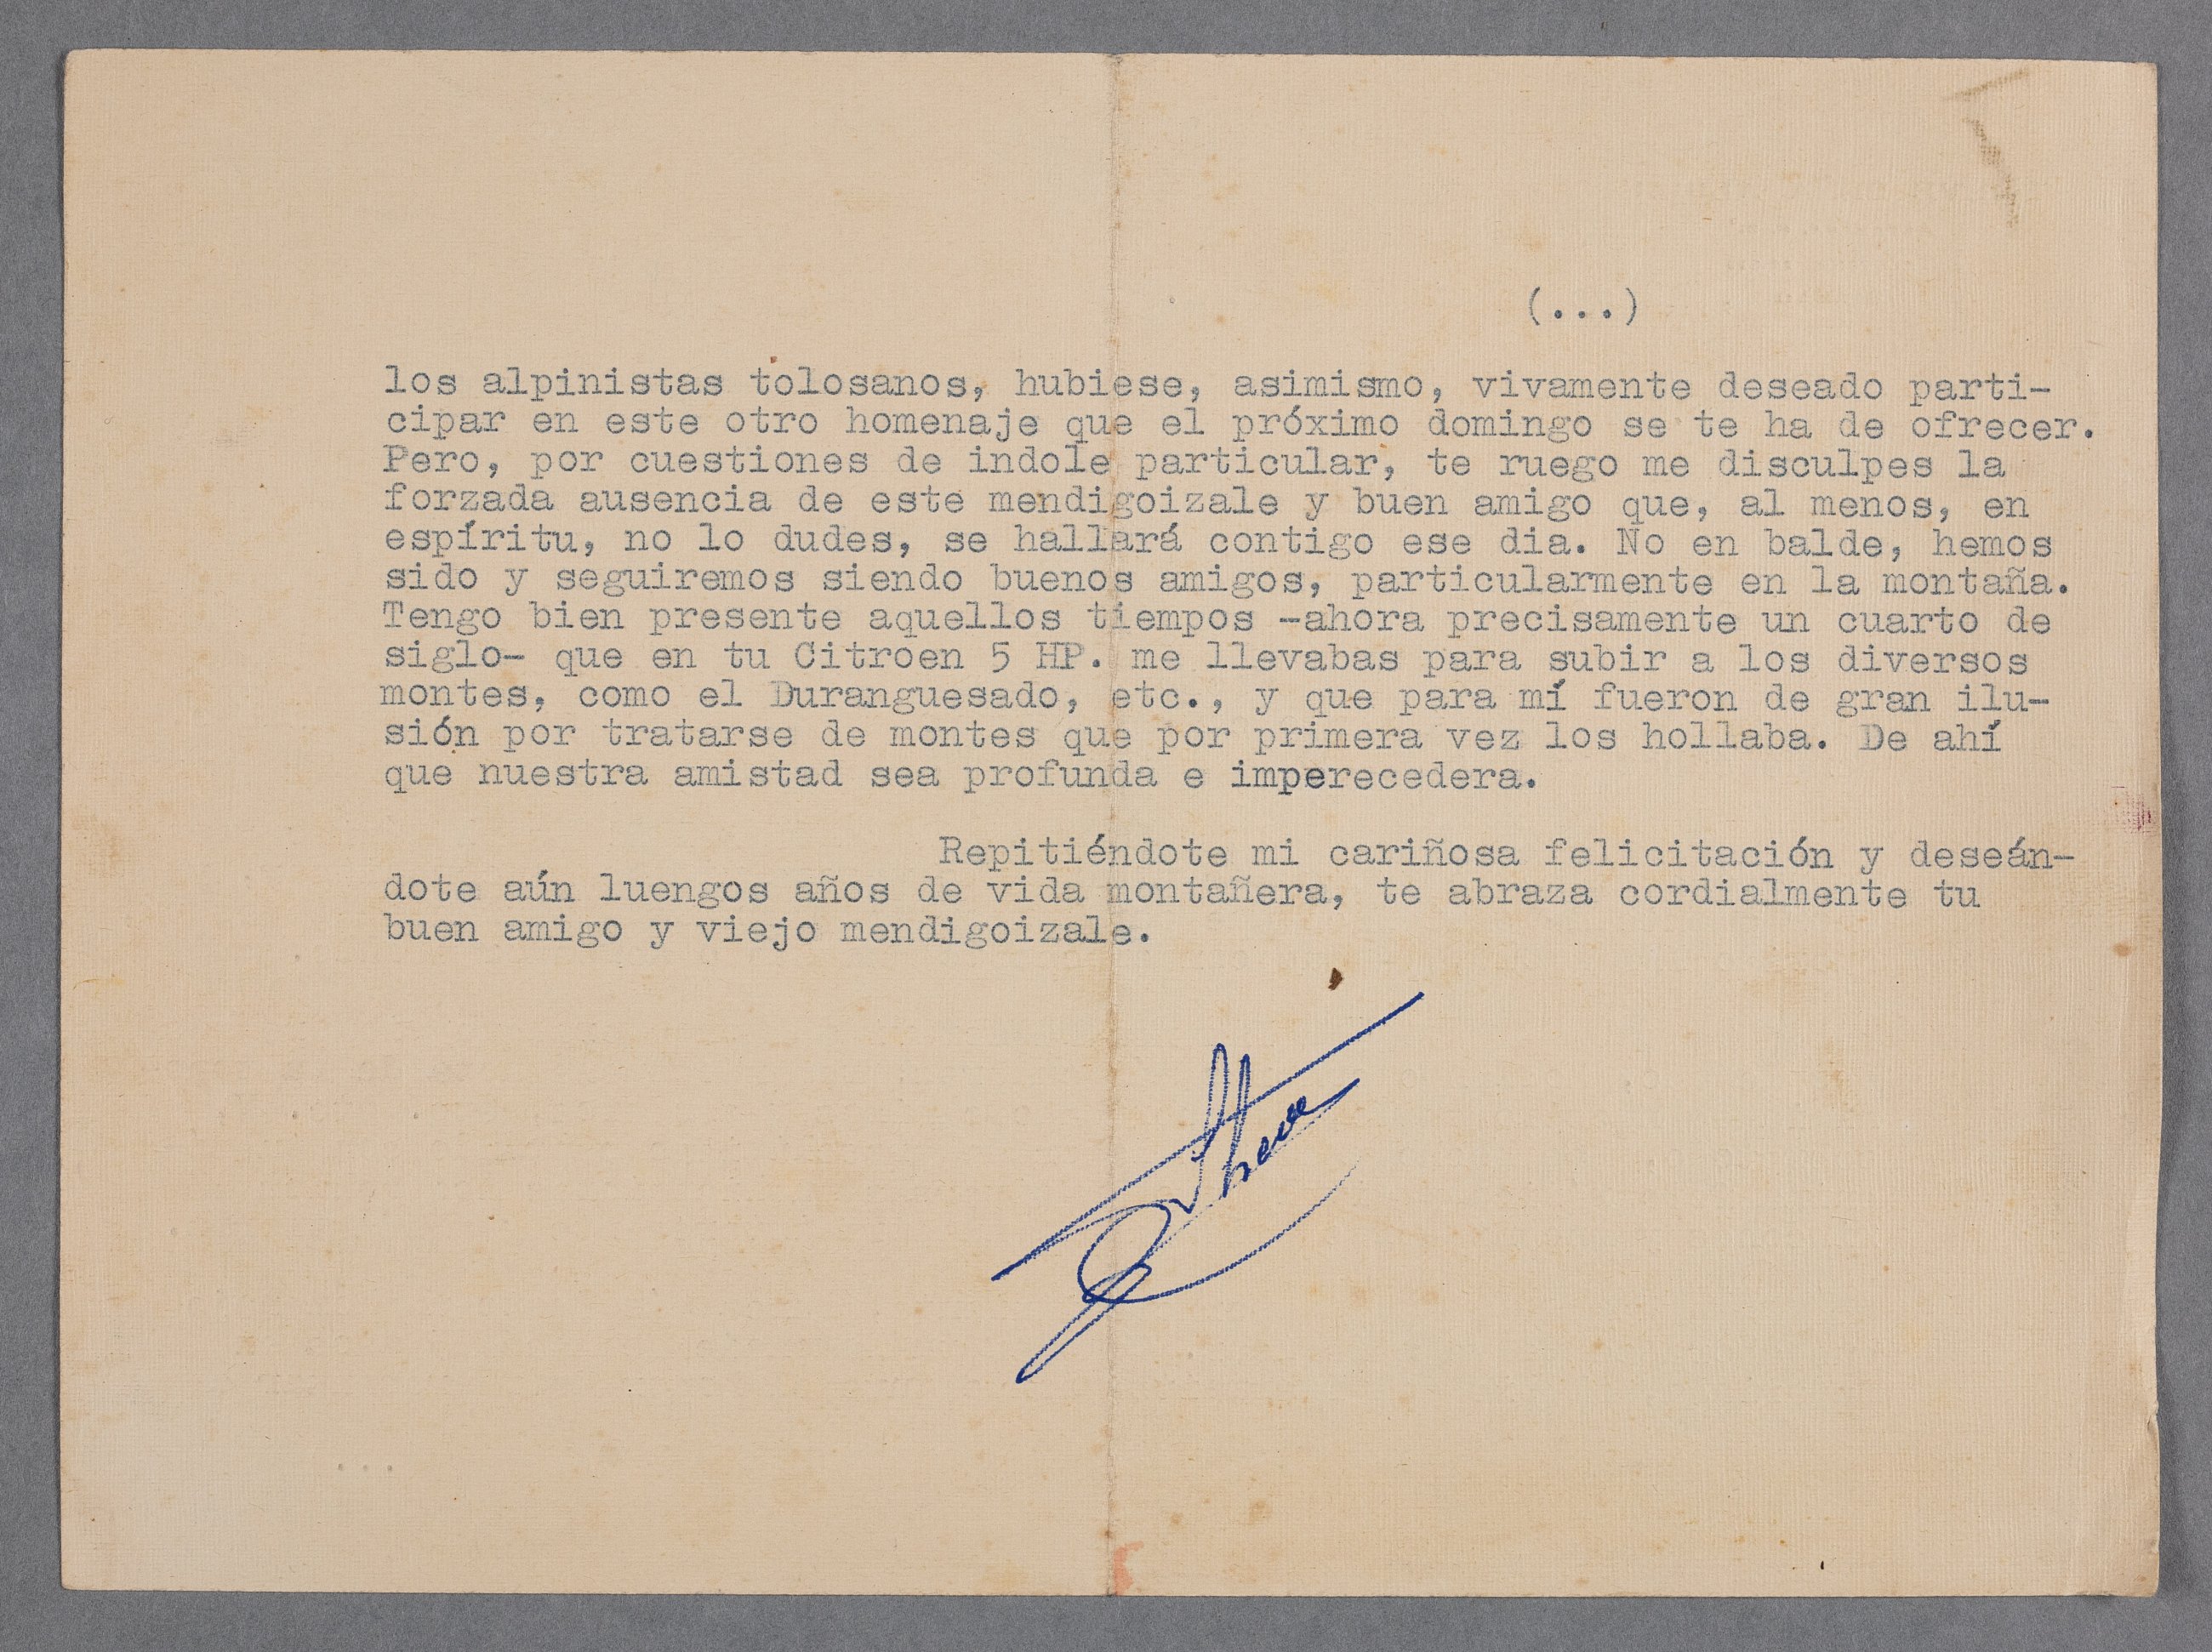 (...)
los alpinistas tolosanos, hubiese, asimismo, vivamente deseado parti-
cipar en este otro homenaje que el próximo domingo se te ha de ofrecer.
Pero, por cuestiones de indole particular, te ruego me disculpes la
forzada ausencia de este mendigoizale y buen amigo que, al menos, en
espíritu, no lo dudes, se hallará contigo ese dia. No en balde, hemos
sido y seguiremos siendo buenos amigos, particularmente en la montaña.
Tengo bien presente aquellos tiempos -ahora precisamente un cuarto de
siglo- que en tu Citroen 5 HP. me llevabas para subir a los diversos
montes, como el Duranguesado, etc., y que para mí fueron de gran ilu-
sión por tratarse de montes que por primera vez los hollaba. De ahí
que nuestra amistad sea profunda e imperecedera.
Repitiéndote mi cariñosa felicitación y deseán-
dote aún luengos años de vida montañera, te abraza cordialmente tu
buen amigo y viejo mendigoizale.